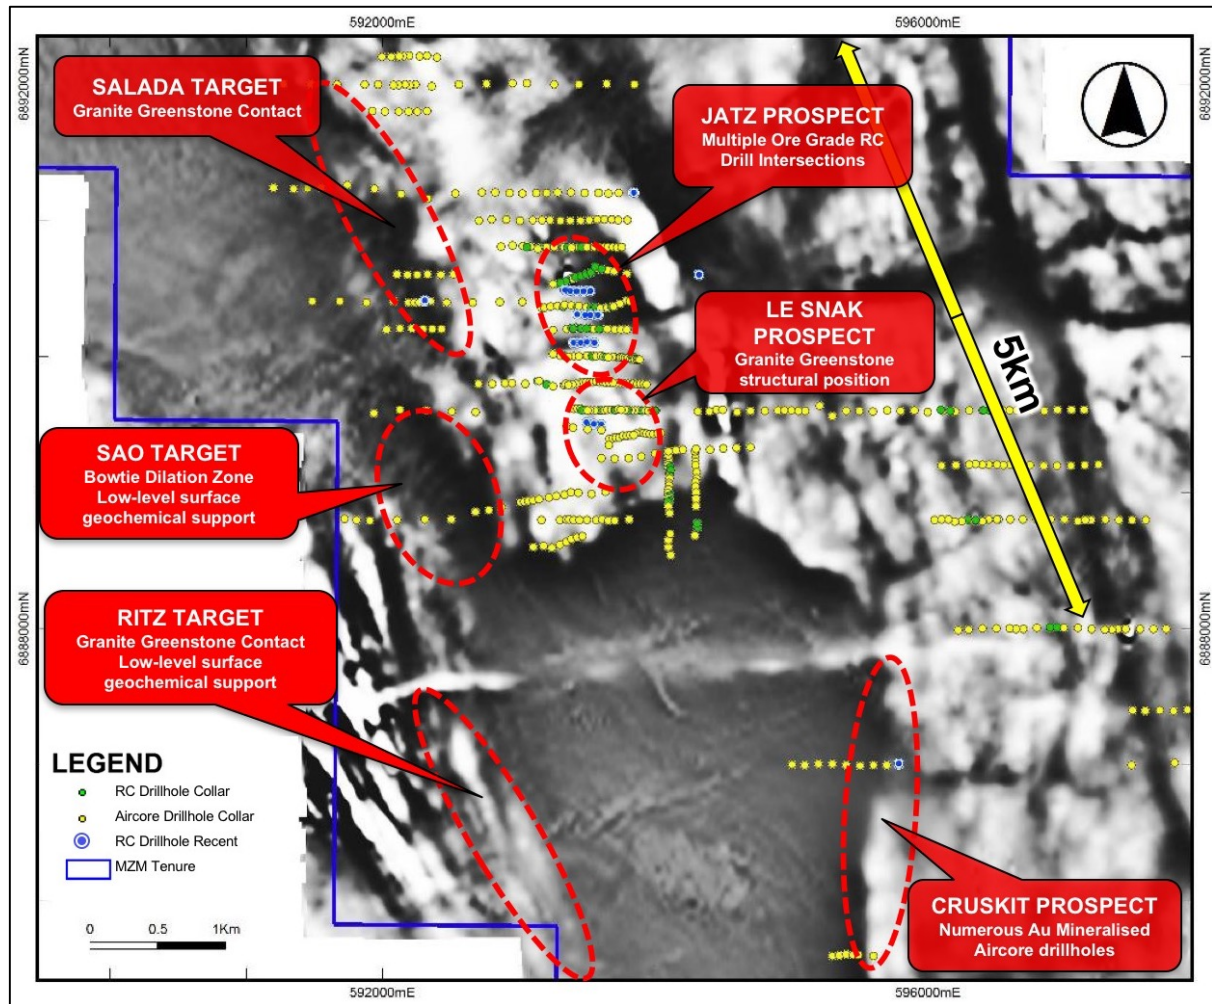 592000mE
596000mE
6892000mN
6892000mN
SALADA TARGET
Granite Greenstone Contact
JATZ PROSPECT
Multiple Ore Grade RC
Drill Intersections
LE SNAK
PROSPECT
Granite Greenstone
structural position
5km
SAO TARGET
Bowtie Dilation Zone
Low-level surface
geochemical support
RITZ TARGET
Granite Greenstone Contact
Low-level surface
geochemical support
6888000mN
6888000mN
LEGEND
RC Drillhole Collar
Aircore Drillhole Collar
RC Drillhole Recent
MZM Tenure
0 0.5 1Km
CRUSKIT PROSPECT
Numerous Au Mineralised
Aircore drillholes
592000mE
596000mE